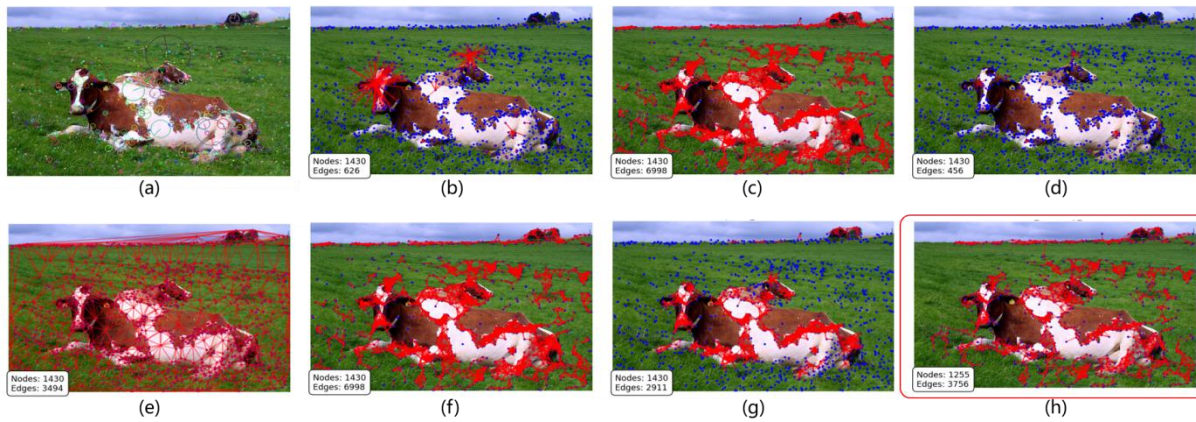 (a)
Nodes: 1430
Edges: 626
(b)
Nodes: 1430
Edges: 6998
(c)
Nodes: 1430
Edges: 456
(d)
Nodes: 1430
Edges: 3494
(e)
Nodes: 1430
Edges: 6998
(f)
Nodes: 1430
Edges: 2911
(g)
Nodes: 1255
Edges: 3756
(h)